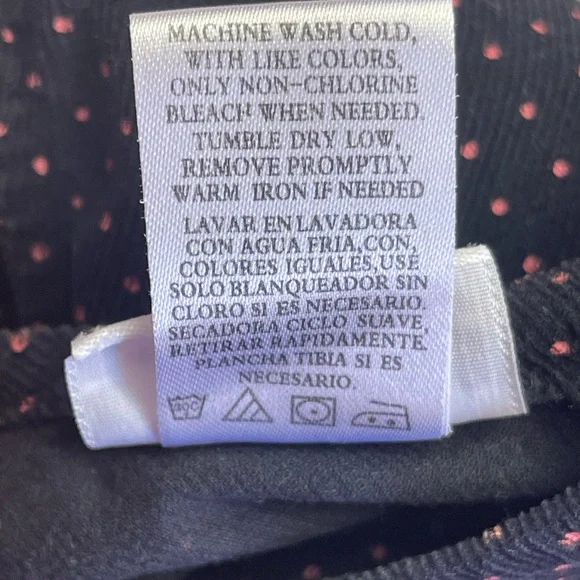 MACHINE WASH COLD,
WITH LIKE COLORS,
ONLY NON-CHLORINE
BLEACH WHEN NEEDED.
TUMBLE DRY LOW,
REMOVE PROMPTLY
WARM IRON IF NEEDED
LAVAR EN LAVADORA
CON AGUA FRIA, CON,
COLORES IGUALES, USE
SOLO BLANQUEADOR SIN
CLORO SI ES NECESARIO.
SECADORA CICLO SUAVE,
RETIRAR RAPIDAMENTE.
PLANCHA TIBIA SI ES
NECESARIO.